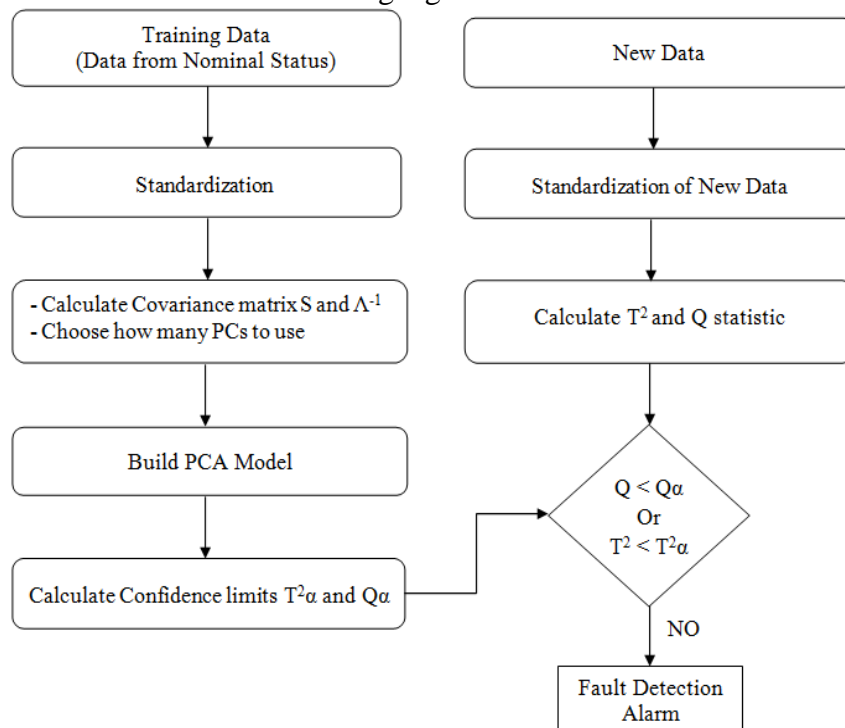 Training Data
(Data from Nominal Status)
Standardization
- Calculate Covariance matrix S and Λ⁻¹
- Choose how many PCs to use
Build PCA Model
Calculate Confidence limits T²α and Qα
New Data
Standardization of New Data
Calculate T² and Q statistic
Q < Qα
Or
T² < T²α
NO
Fault Detection
Alarm